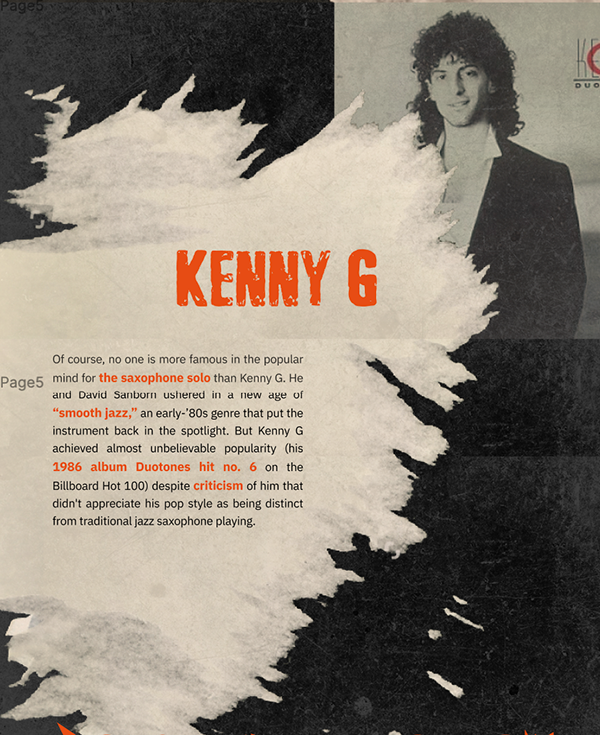 Page5
KE
DUO
KENNY G
Of course, no one is more famous in the popular
mind for the saxophone solo than Kenny G. He
Page5
and David Sanborn ushered in a new age of
“smooth jazz,” an early-’80s genre that put the
instrument back in the spotlight. But Kenny G
achieved almost unbelievable popularity (his
1986 album Duotones hit no. 6 on the
Billboard Hot 100) despite criticism of him that
didn't appreciate his pop style as being distinct
from traditional jazz saxophone playing.